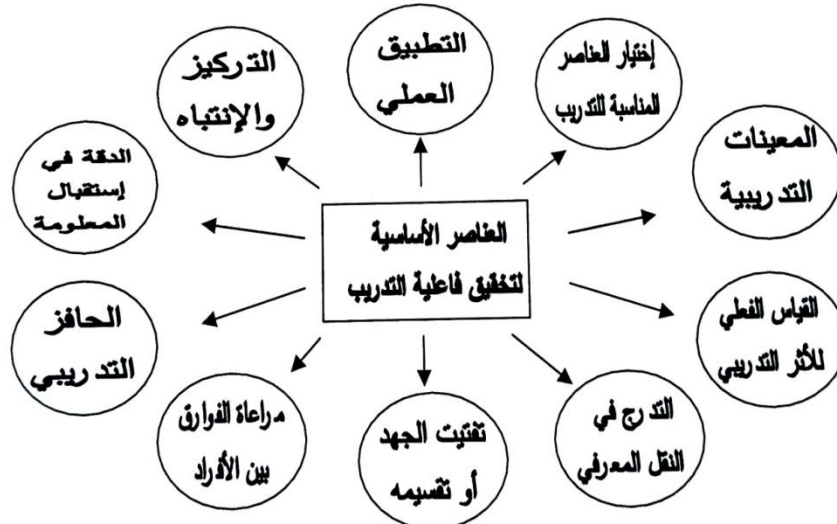 العناصر الأساسية
لتحقيق فاعلية التدريب
إختيار العناصر
المناسبة للتدريب
المعينات
التدريبية
القياس الفعلي
للأثر التدريبي
التدرج في
النقل المعرفي
تفتيت الجهد
أو تقسيمه
مراعاة الفوارق
بين الأفراد
الحافز
التدريبي
الدقة في
إستقبال
المعلومة
التركيز
والإنتباه
التطبيق
العملي